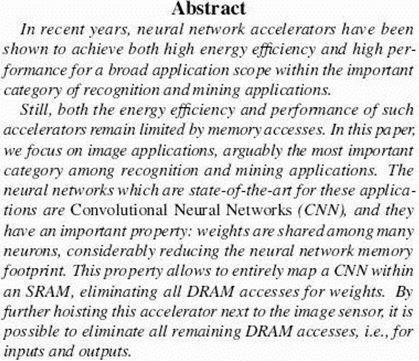 Abstract
In recent years, neural network accelerators have been
shown to achieve both high energy efficiency and high per-
formance for a broad application scope within the important
category of recognition and mining applications.
Still, both the energy efficiency and performance of such
accelerators remain limited by memory accesses. In this paper,
we focus on image applications, arguably the most important
category among recognition and mining applications. The
neural networks which are state-of-the-art for these applica-
tions are Convolutional Neural Networks (CNN), and they
have an important property: weights are shared among many
neurons, considerably reducing the neural network memory
footprint. This property allows to entirely map a CNN within
an SRAM, eliminating all DRAM accesses for weights. By
further hoisting this accelerator next to the image sensor, it is
possible to eliminate all remaining DRAM accesses, i.e., for
inputs and outputs.